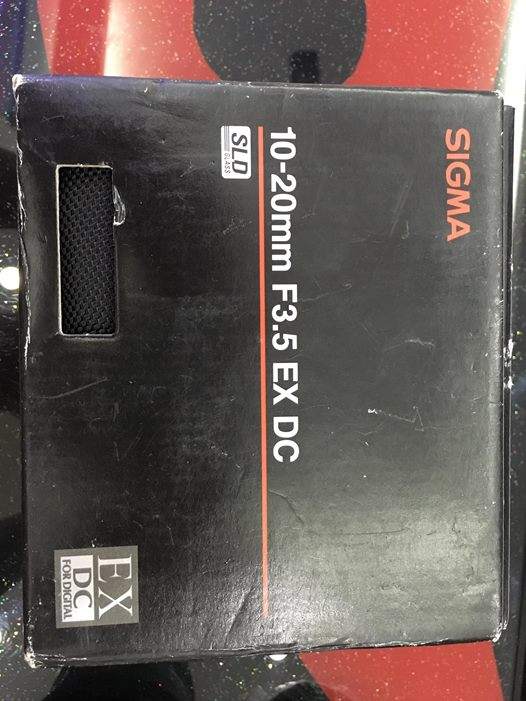 SIGMA
10-20mm F3.5 EX DC
SLD
GLASS
EX
DC
FOR DIGITAL